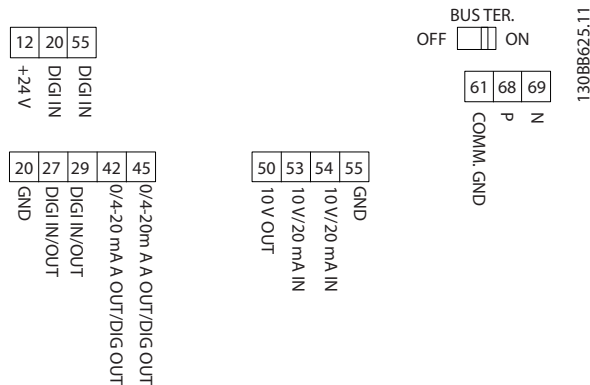 BUS TER.
OFF ON
130BB625.11
12 20 55
+24 V
DIGI IN
DIGI IN
61 68 69
COMM. GND
P
N
20 27 29 42 45
GND
DIGI IN/OUT
DIGI IN/OUT
0/4-20 mA A OUT/DIG OUT
0/4-20m A A OUT/DIG OUT
50 53 54 55
10 V OUT
10 V/20 mA IN
10 V/20 mA IN
GND